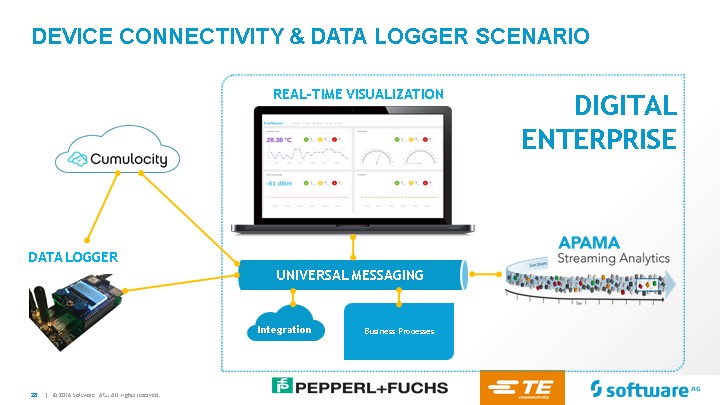 DEVICE CONNECTIVITY & DATA LOGGER SCENARIO
REAL-TIME VISUALIZATION
DIGITAL
ENTERPRISE
Cumulocity
28.38 °C
-61 dBm
DATA LOGGER
UNIVERSAL MESSAGING
APAMA
Streaming Analytics
Integration
Business Processes
28 | © 2016 Software AG. All rights reserved.
PEPPERL+FUCHS
TE
connectivity
software AG